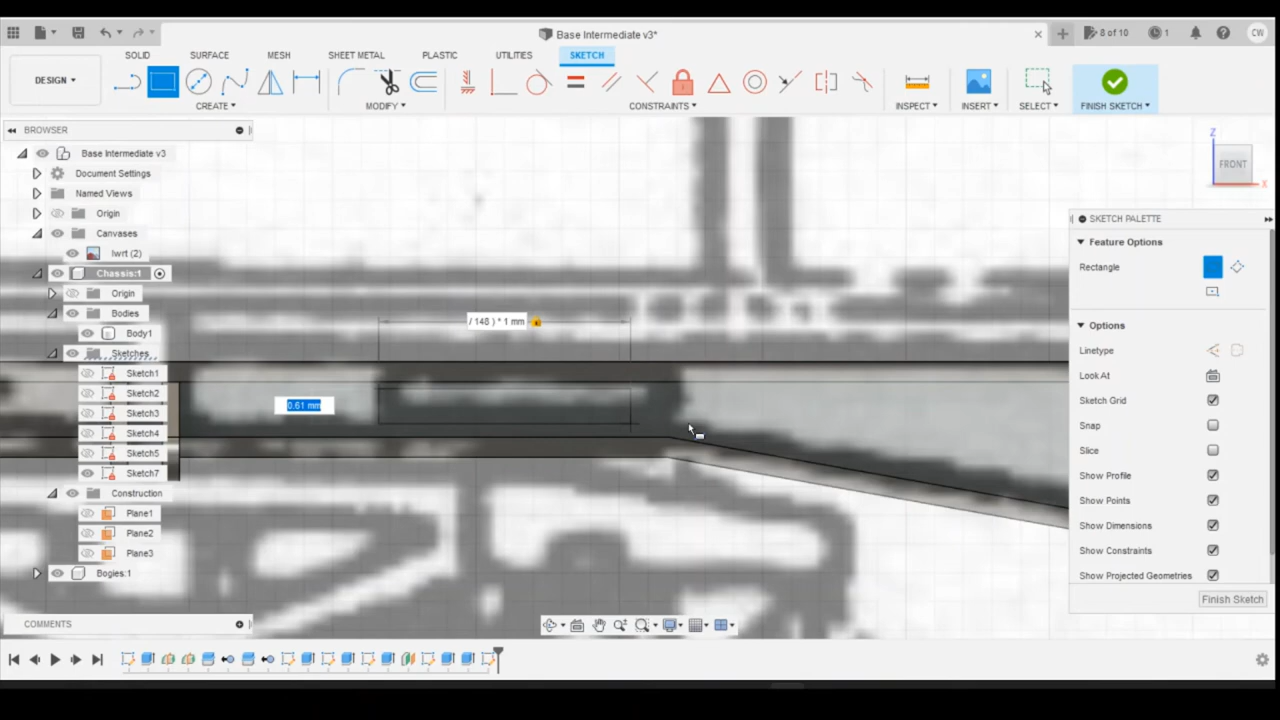 Base Intermediate v3*
8 of 10
1
CW
DESIGN
SOLID
SURFACE
MESH
SHEET METAL
PLASTIC
UTILITIES
SKETCH
CREATE
MODIFY
CONSTRAINTS
INSPECT
INSERT
SELECT
FINISH SKETCH
BROWSER
Base Intermediate v3
Document Settings
Named Views
Origin
Canvases
lwrt (2)
Chassis:1
Origin
Bodies
Body1
Sketches
Sketch1
Sketch2
Sketch3
Sketch4
Sketch5
Sketch7
Construction
Plane1
Plane2
Plane3
Bogies:1
COMMENTS
/ 148 ) * 1 mm
0.61 mm
Z
FRONT
X
SKETCH PALETTE
Feature Options
Rectangle
Options
Linetype
Look At
Sketch Grid
Snap
Slice
Show Profile
Show Points
Show Dimensions
Show Constraints
Show Projected Geometries
Finish Sketch